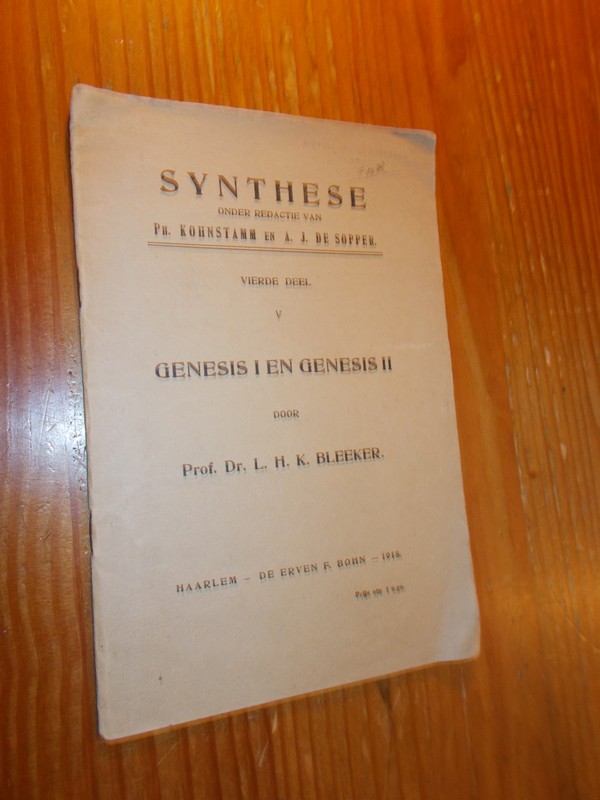 SYNTHESE
ONDER REDACTIE VAN
PH. KOHNSTAMM EN A. J. DE SOPPER.
VIERDE DEEL
V
GENESIS I EN GENESIS II
DOOR
Prof. Dr. L. H. K. BLEEKER.
HAARLEM – DE ERVEN F. BOHN – 1918.
Prijs